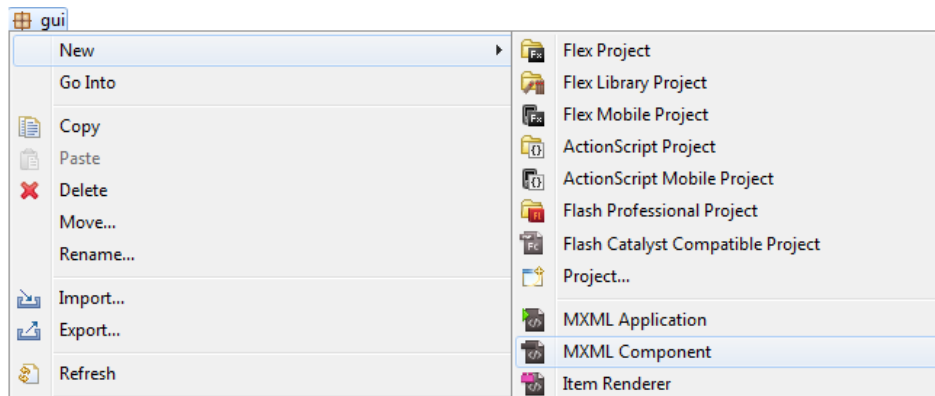 gui
New
Go Into
Copy
Paste
Delete
Move...
Rename...
Import...
Export...
Refresh
Flex Project
Flex Library Project
Flex Mobile Project
ActionScript Project
ActionScript Mobile Project
Flash Professional Project
Flash Catalyst Compatible Project
Project...
MXML Application
MXML Component
Item Renderer